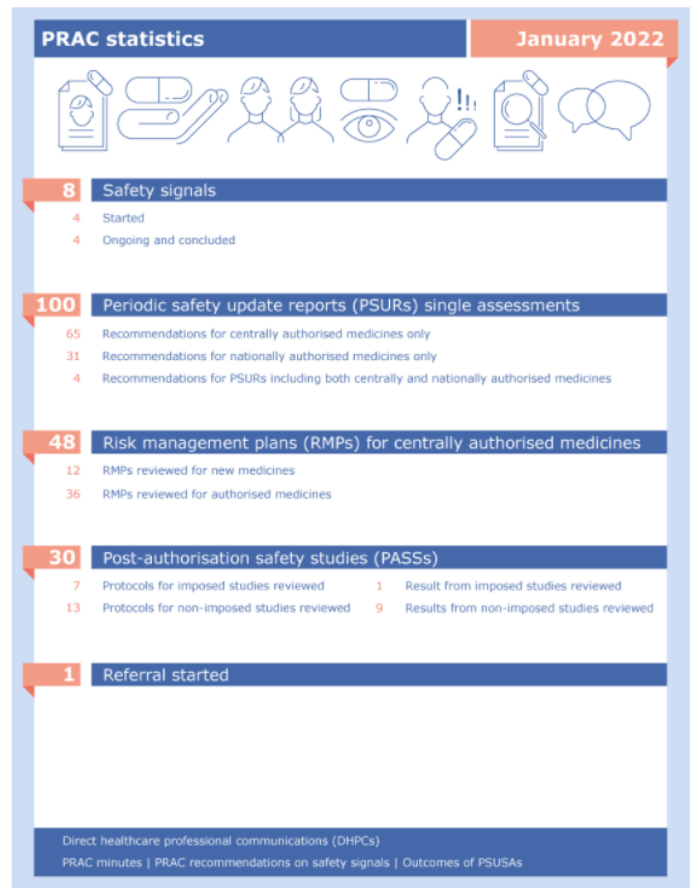 PRAC statistics January 2022
8 Safety signals
4 Started
4 Ongoing and concluded
100 Periodic safety update reports (PSURs) single assessments
65 Recommendations for centrally authorised medicines only
31 Recommendations for nationally authorised medicines only
4 Recommendations for PSURs including both centrally and nationally authorised medicines
48 Risk management plans (RMPs) for centrally authorised medicines
12 RMPs reviewed for new medicines
36 RMPs reviewed for authorised medicines
30 Post-authorisation safety studies (PASSs)
7 Protocols for imposed studies reviewed 1 Result from imposed studies reviewed
13 Protocols for non-imposed studies reviewed 9 Results from non-imposed studies reviewed
1 Referral started
Direct healthcare professional communications (DHPCs)
PRAC minutes | PRAC recommendations on safety signals | Outcomes of PSUSAs